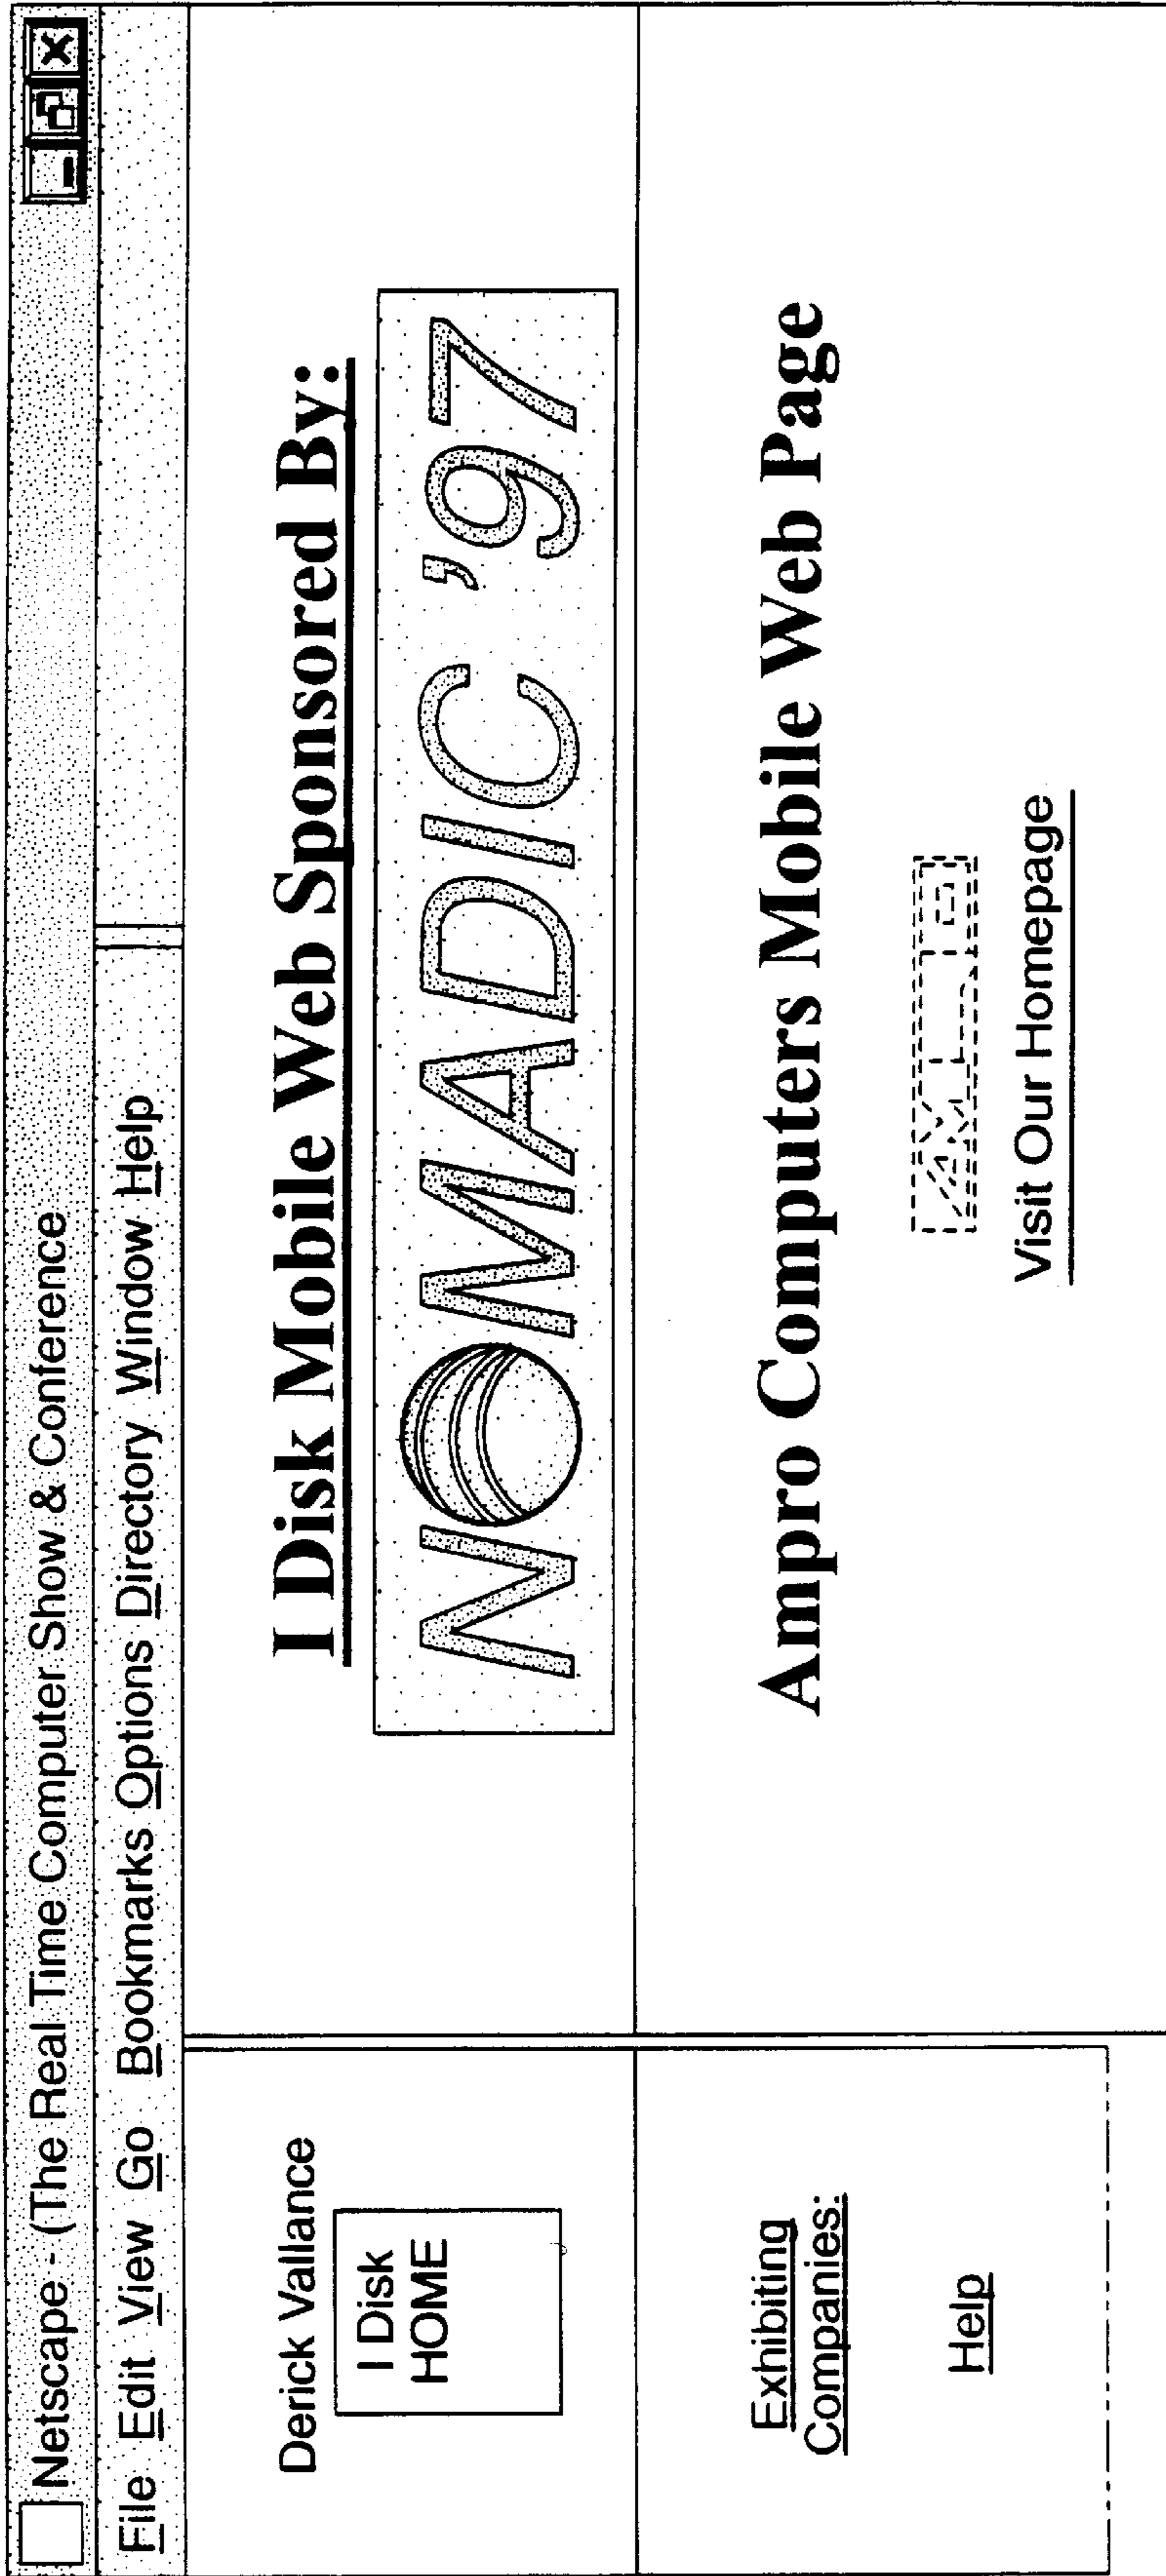 Netscape - (The Real Time Computer Show & Conference
File Edit View Go Bookmarks Options Directory Window Help
Derick Vallance
I Disk
HOME
I Disk Mobile Web Sponsored By:
NOMADIC '97
Exhibiting
Companies:
Help
Ampro Computers Mobile Web Page
Visit Our Homepage